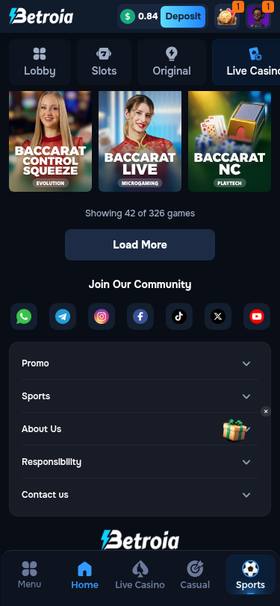 Betroia
$ 0.84 Deposit
1
1
Lobby
Slots
Original
Live Casino
BACCARAT CONTROL SQUEEZE
EVOLUTION
BACCARAT LIVE
MICROGAMING
BACCARAT NC
PLAYTECH
Showing 42 of 326 games
Load More
Join Our Community
Promo
Sports
About Us
Responsibility
Contact us
Betroia
Menu
Home
Live Casino
Casual
Sports